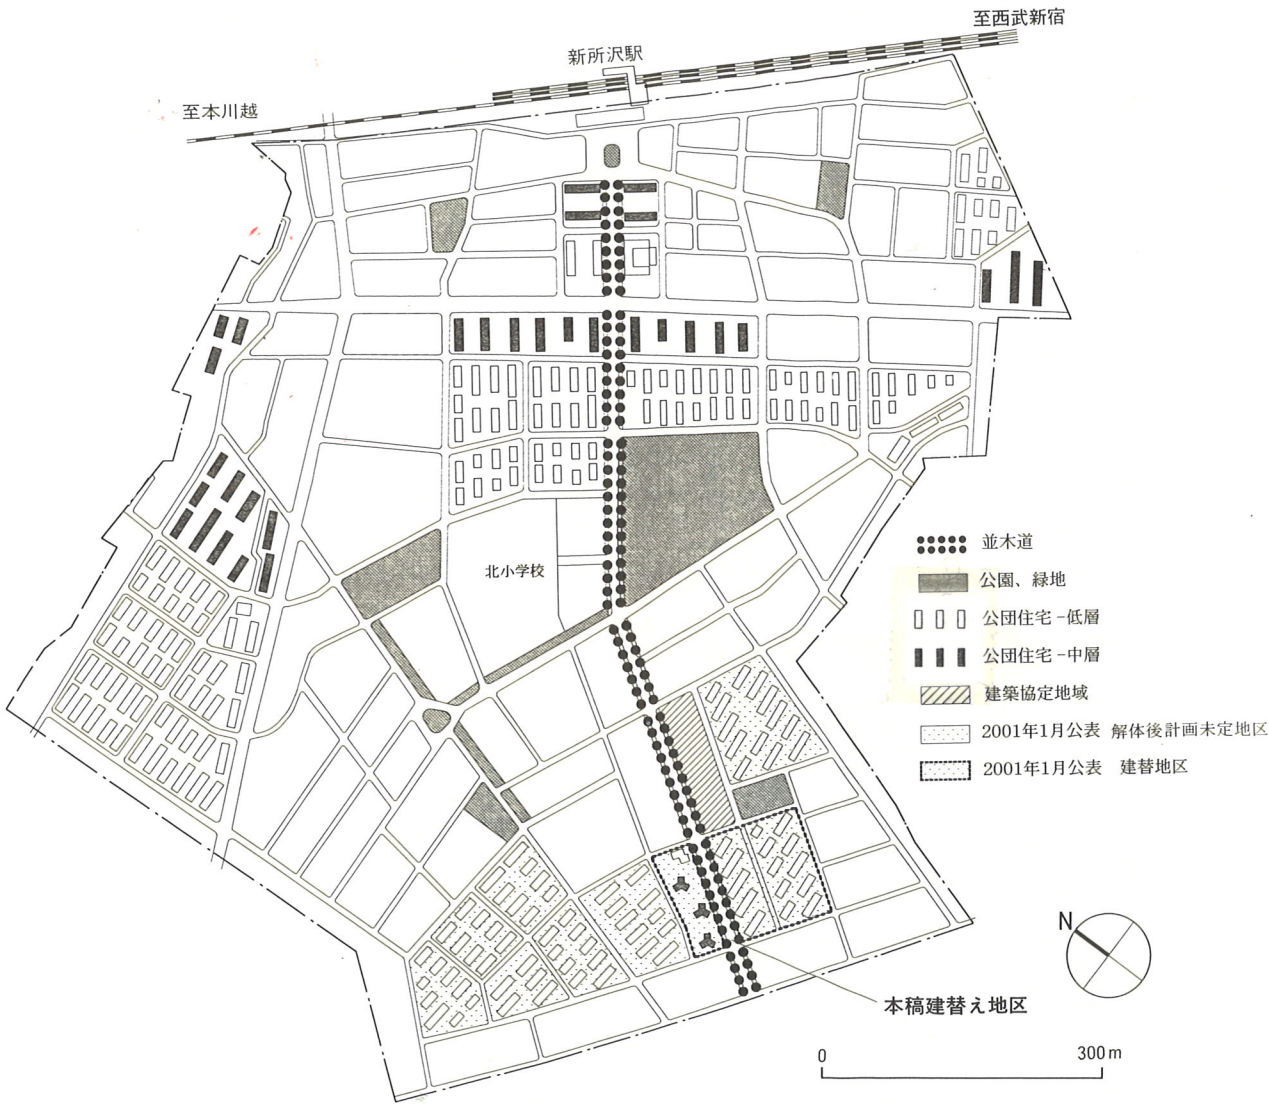 至西武新宿
新所沢駅
至本川越
北小学校
並木道
公園、緑地
公団住宅－低層
公団住宅－中層
建築協定地域
2001年1月公表 解体後計画未定地区
2001年1月公表 建替地区
N
本稿建替え地区
0 300m